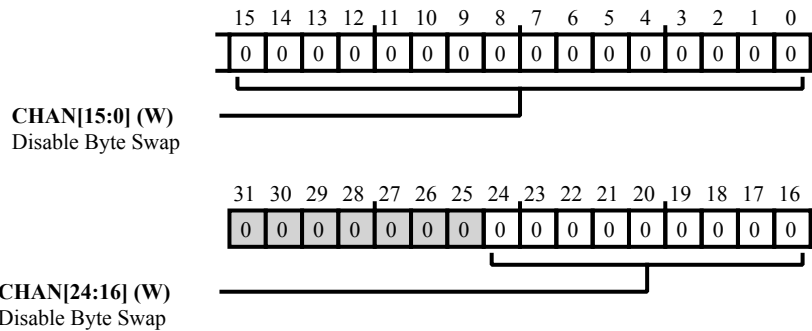 15 14 13 12 11 10 9 8 7 6 5 4 3 2 1 0
0 0 0 0 0 0 0 0 0 0 0 0 0 0 0 0
CHAN[15:0] (W)
Disable Byte Swap
31 30 29 28 27 26 25 24 23 22 21 20 19 18 17 16
0 0 0 0 0 0 0 0 0 0 0 0 0 0 0 0
CHAN[24:16] (W)
Disable Byte Swap